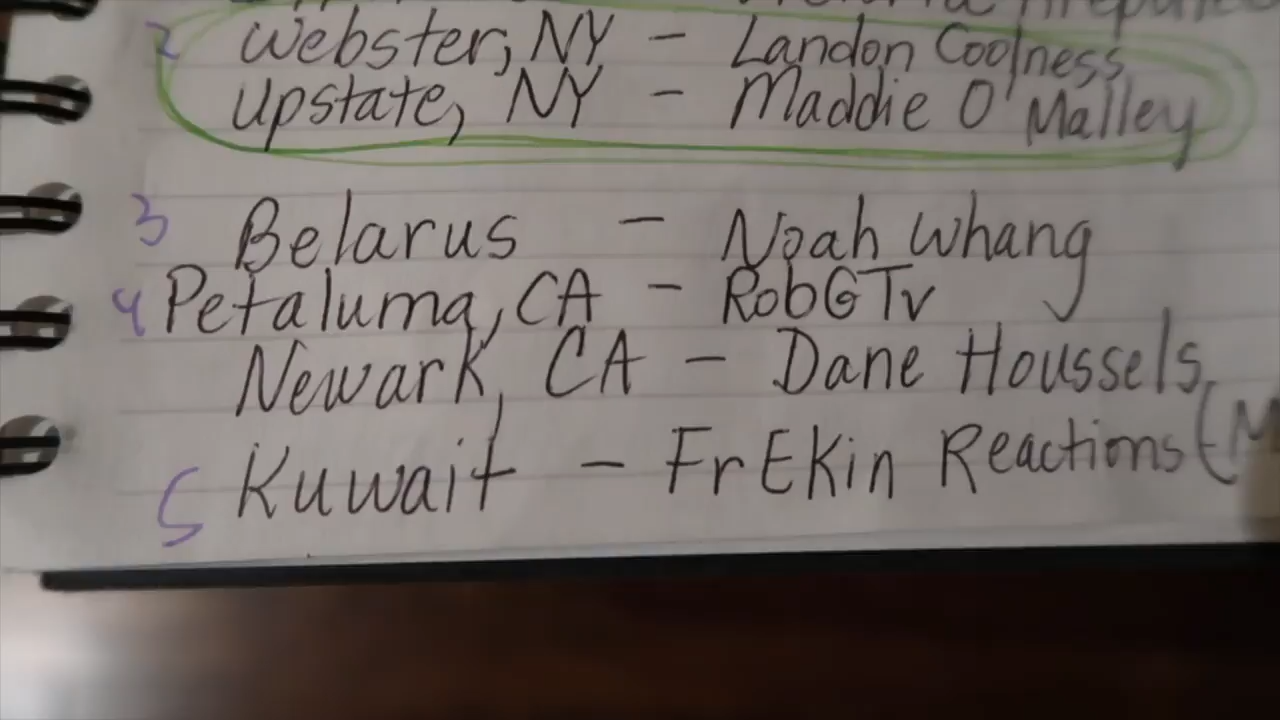 2 Webster, NY - Landon Coolness
Upstate, NY - Maddie O'Malley
3 Belarus - Noah Whang
4 Petaluma, CA - RobGTv
Newark, CA - Dane Houssels
5 Kuwait - FrEKin Reactions (M